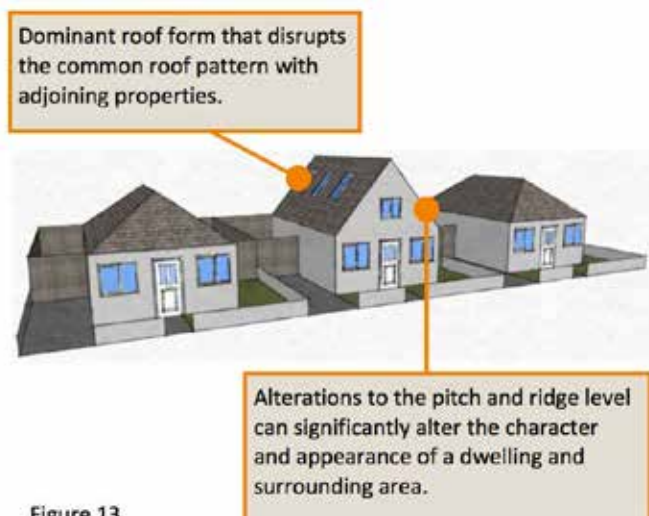 Dominant roof form that disrupts
the common roof pattern with
adjoining properties.
Alterations to the pitch and ridge level
can significantly alter the character
and appearance of a dwelling and
surrounding area.
Figure 13